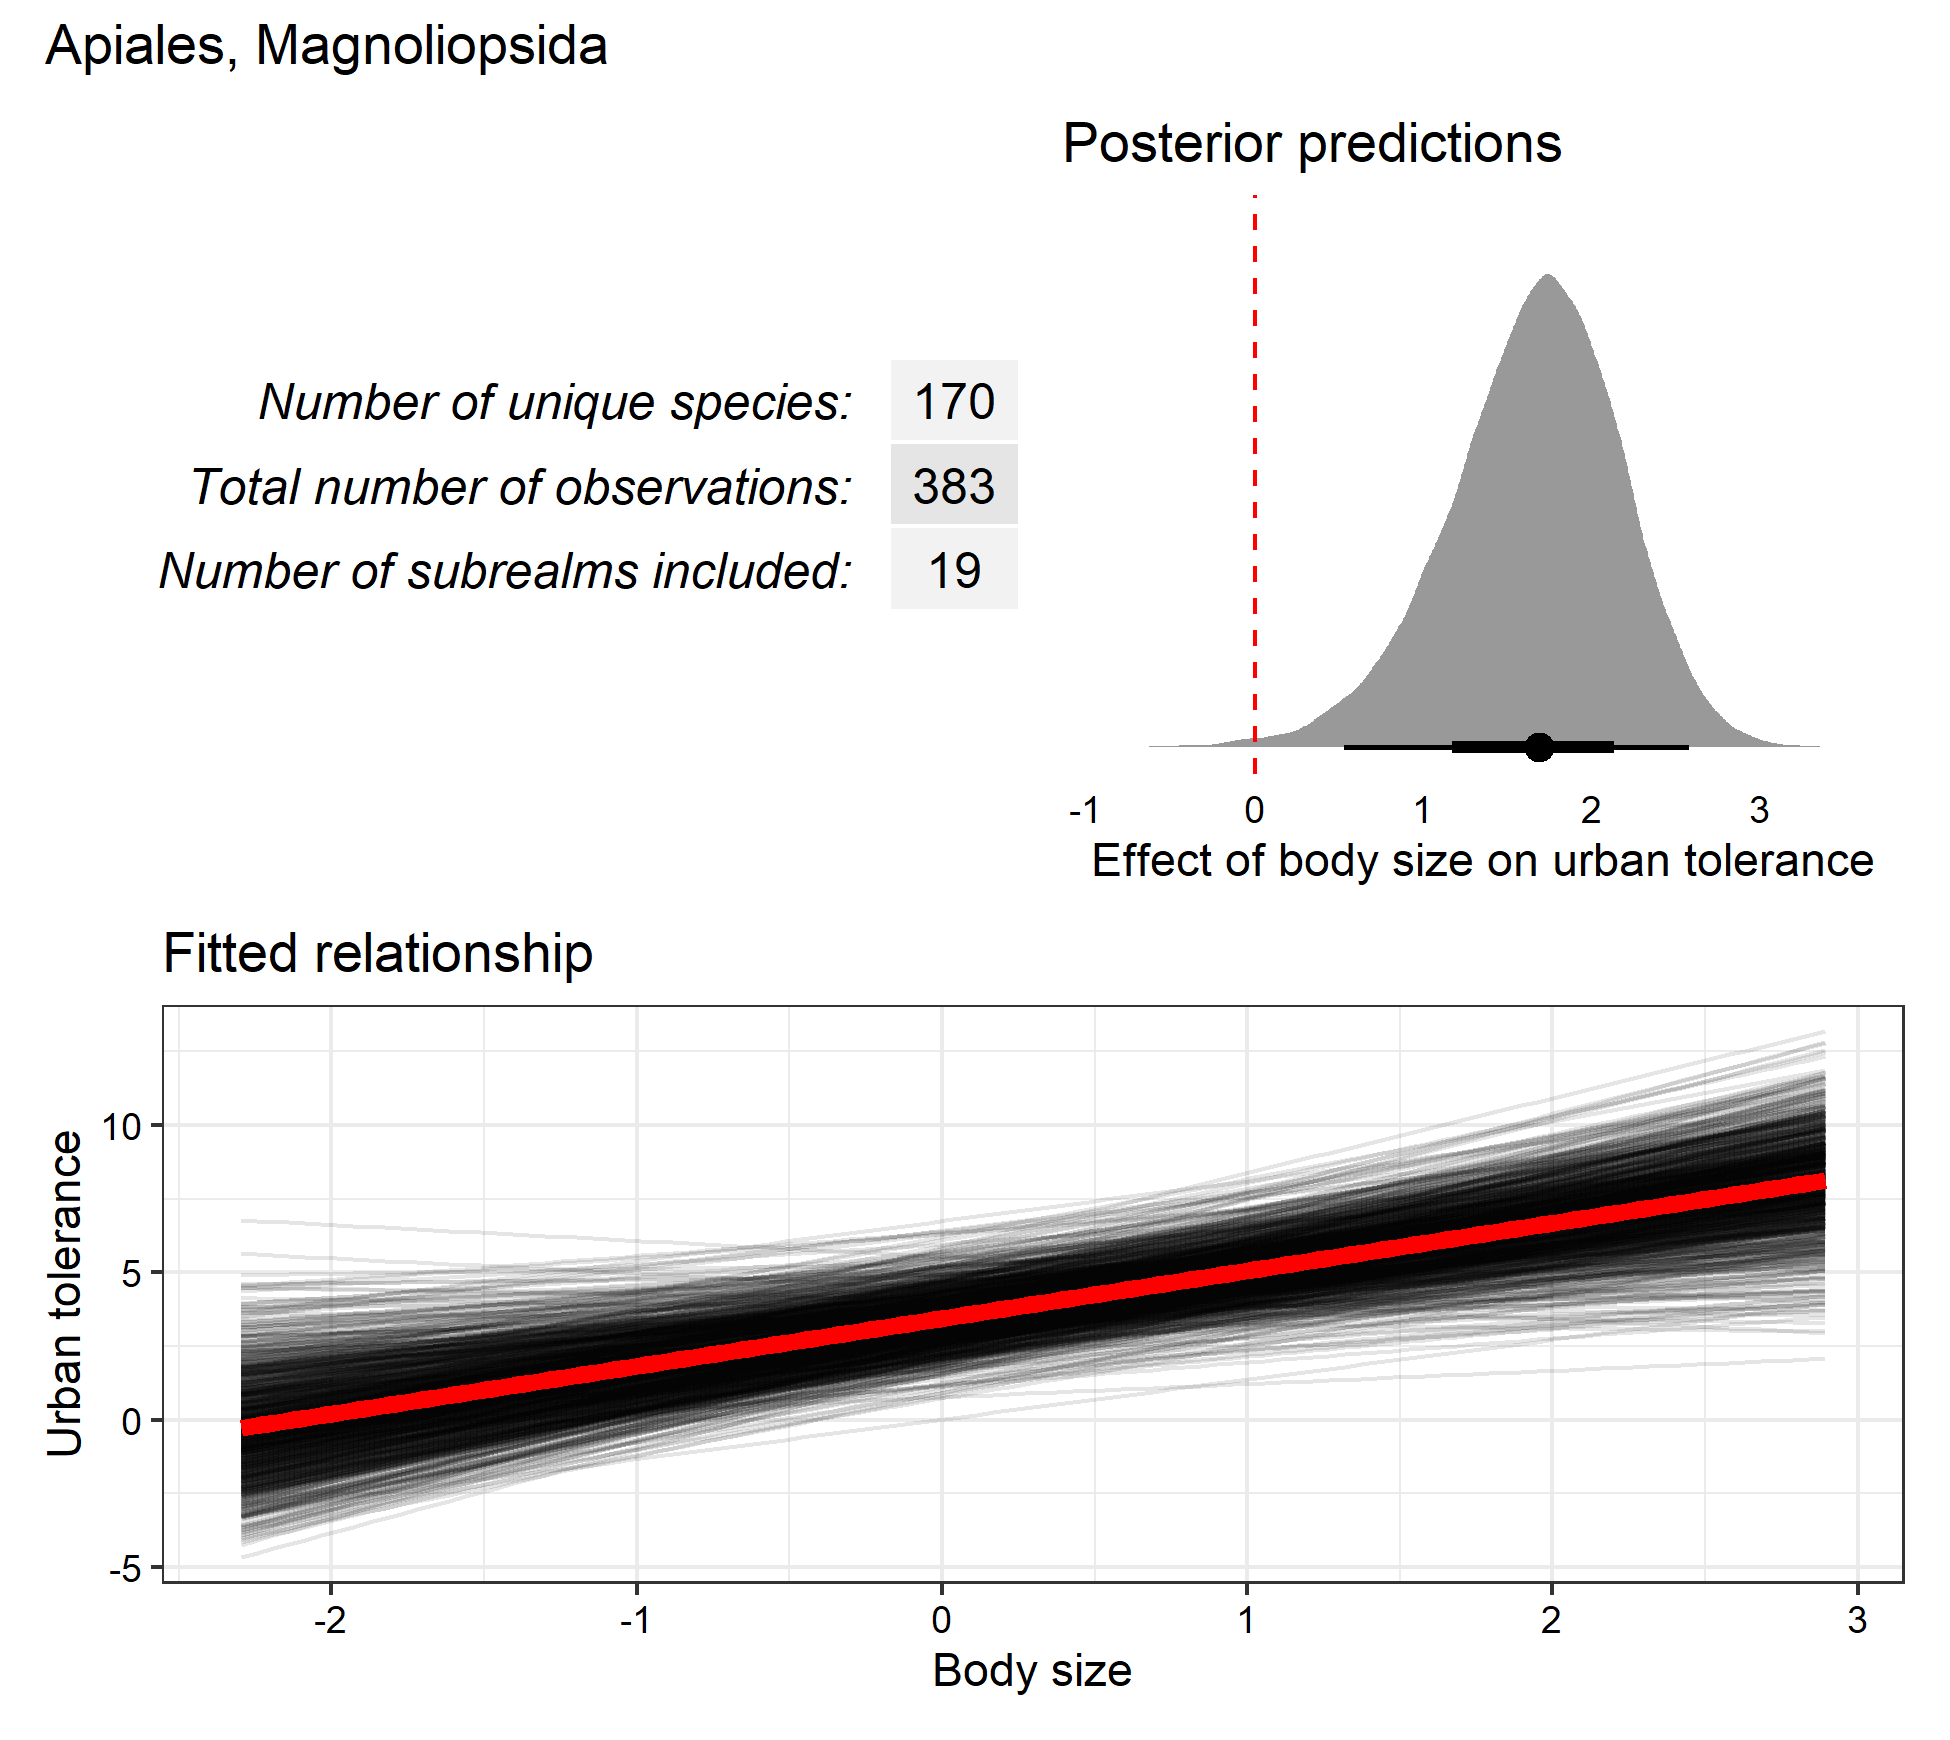 Apiales, Magnoliopsida
Posterior predictions
Number of unique species: 170
Total number of observations: 383
Number of subrealms included: 19
-1 0 1 2 3
Effect of body size on urban tolerance
Fitted relationship
Urban tolerance
10
5
0
-5
-2 -1 0 1 2 3
Body size